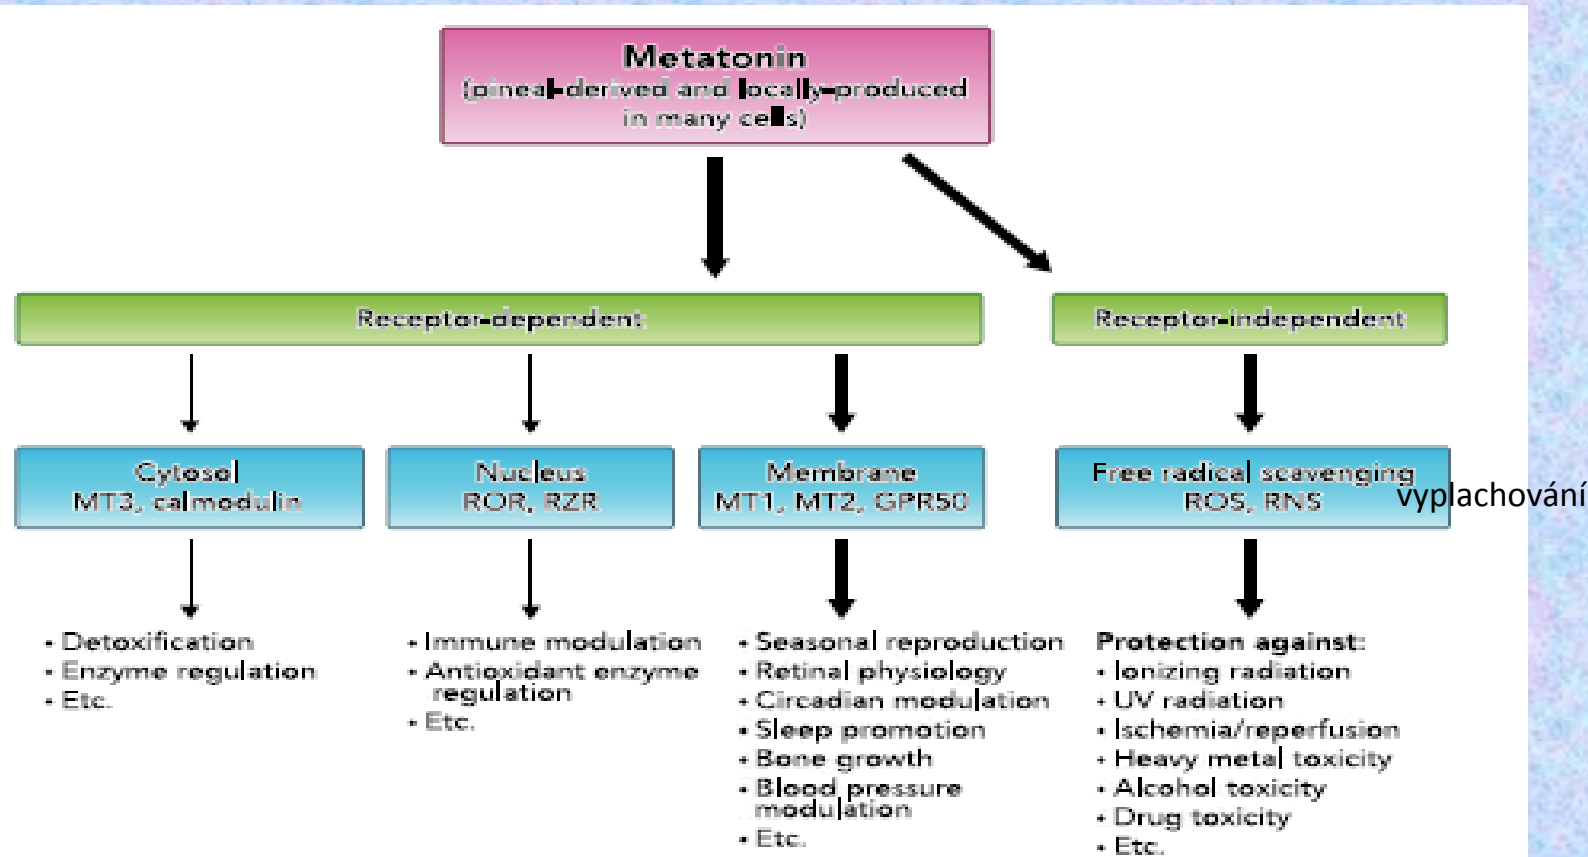 Metatonin
(pineal-derived and locally-produced
in many cells)
Receptor-dependent
Receptor-independent
Cytosol
MT3, calmodulin
Nucleus
ROR, RZR
Membrane
MT1, MT2, GPR50
Free radical scavenging
ROS, RNS
vyplachování
• Detoxification
• Enzyme regulation
• Etc.
• Immune modulation
• Antioxidant enzyme
regulation
• Etc.
• Seasonal reproduction
• Retinal physiology
• Circadian modulation
• Sleep promotion
• Bone growth
• Blood pressure
modulation
• Etc.
Protection against:
• Ionizing radiation
• UV radiation
• Ischemia/reperfusion
• Heavy metal toxicity
• Alcohol toxicity
• Drug toxicity
• Etc.